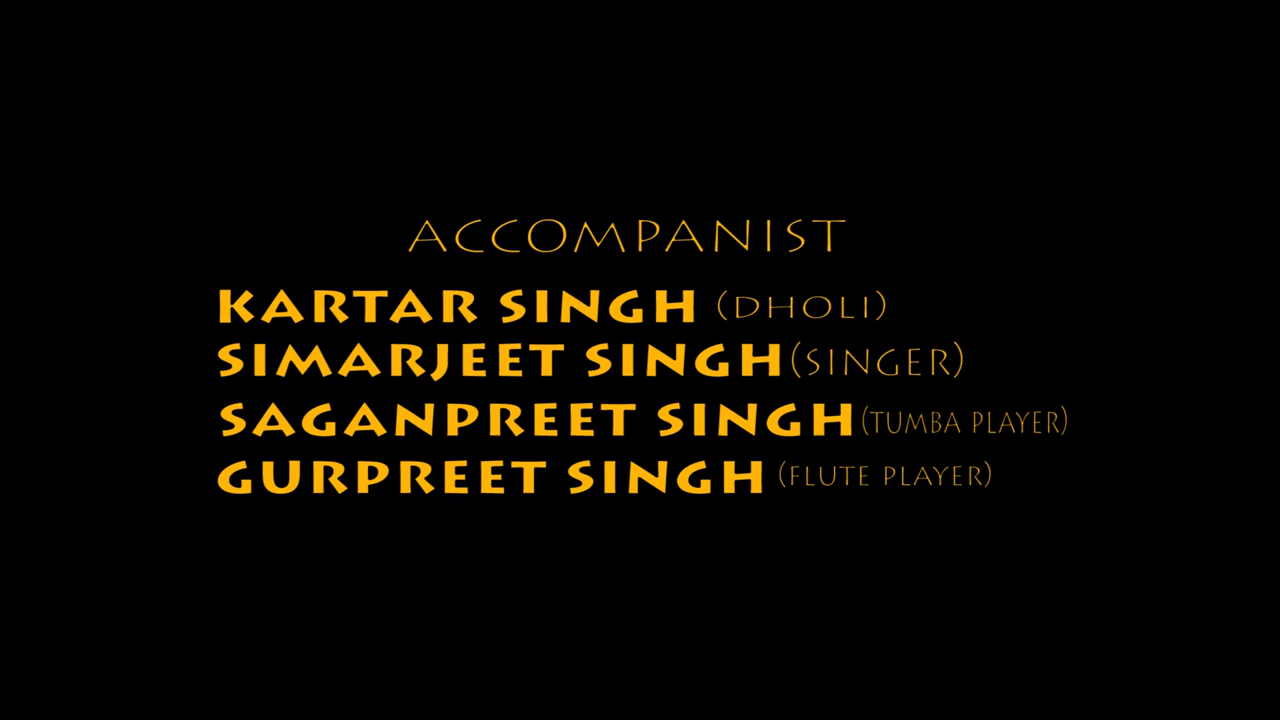 ACCOMPANIST
KARTAR SINGH (DHOLI)
SIMARJEET SINGH (SINGER)
SAGANPREET SINGH (TUMBA PLAYER)
GURPREET SINGH (FLUTE PLAYER)